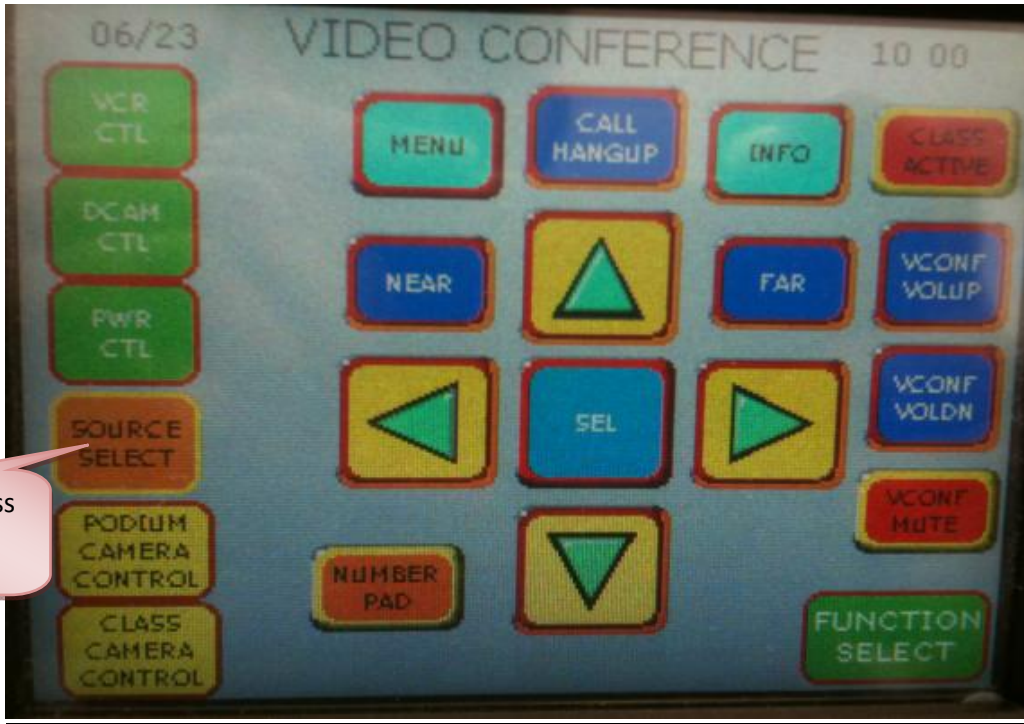 06/23
VIDEO CONFERENCE
10 00
VCR
CTL
MENU
CALL
HANGUP
INFO
CLASS
ACTIVE
DCAM
CTL
NEAR
FAR
VCONF
VOLUP
PWR
CTL
SOURCE
SELECT
SEL
VCONF
VOLDN
ss
PODIUM
CAMERA
CONTROL
NUMBER
PAD
VCONF
MUTE
CLASS
CAMERA
CONTROL
FUNCTION
SELECT